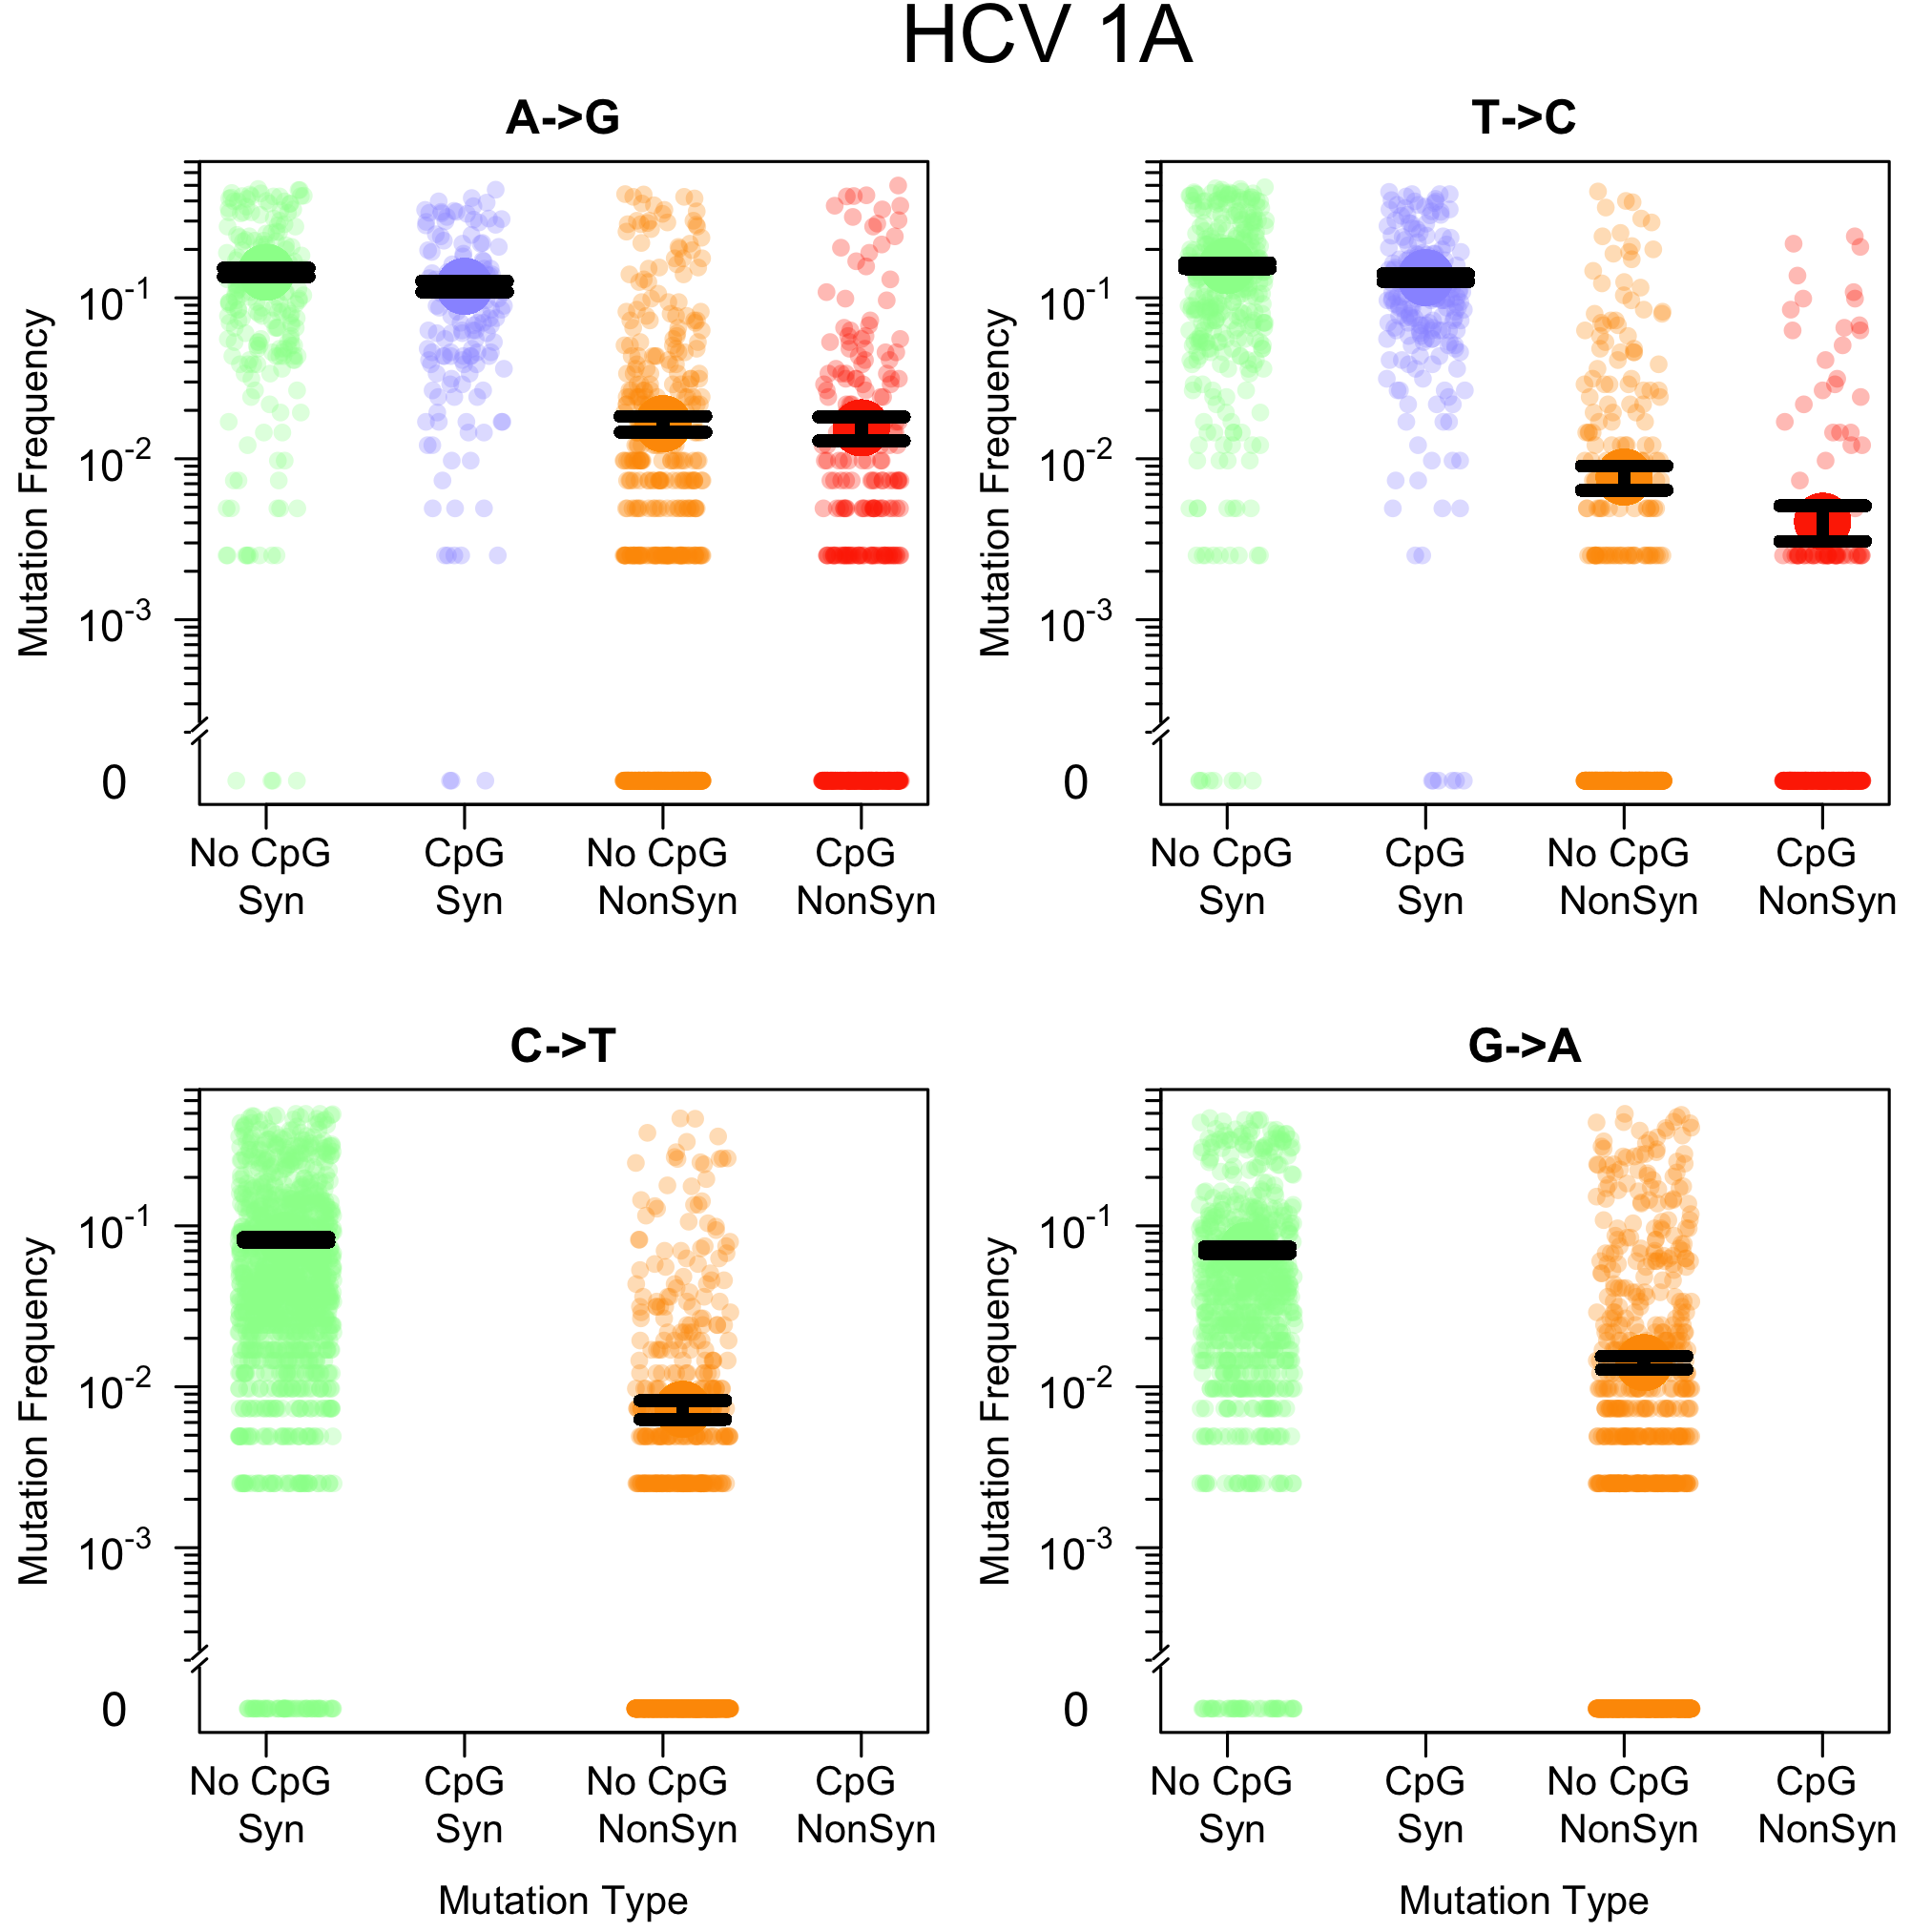 HCV 1A
A->G
Mutation Frequency
10-1
10-2
10-3
0
No CpG Syn
CpG Syn
No CpG NonSyn
CpG NonSyn
T->C
Mutation Frequency
10-1
10-2
10-3
0
No CpG Syn
CpG Syn
No CpG NonSyn
CpG NonSyn
C->T
Mutation Frequency
10-1
10-2
10-3
0
No CpG Syn
CpG Syn
No CpG NonSyn
CpG NonSyn
Mutation Type
G->A
Mutation Frequency
10-1
10-2
10-3
0
No CpG Syn
CpG Syn
No CpG NonSyn
CpG NonSyn
Mutation Type